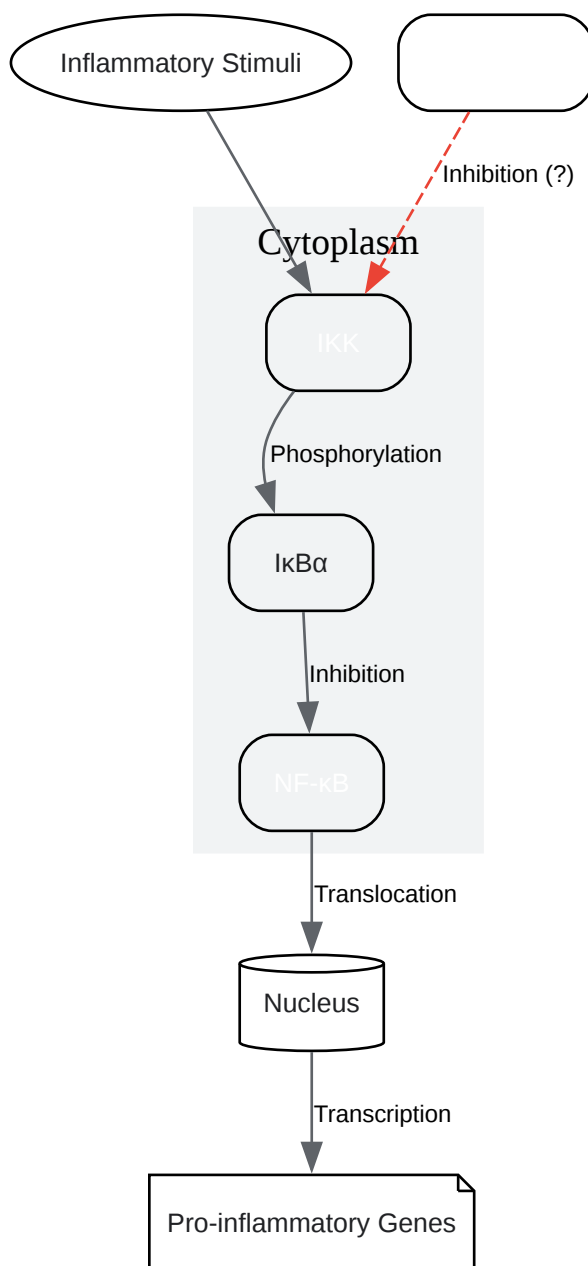 Inflammatory Stimuli
Inhibition (?)
Cytoplasm
IKK
Phosphorylation
IκBα
Inhibition
NF-κB
Translocation
Nucleus
Transcription
Pro-inflammatory Genes